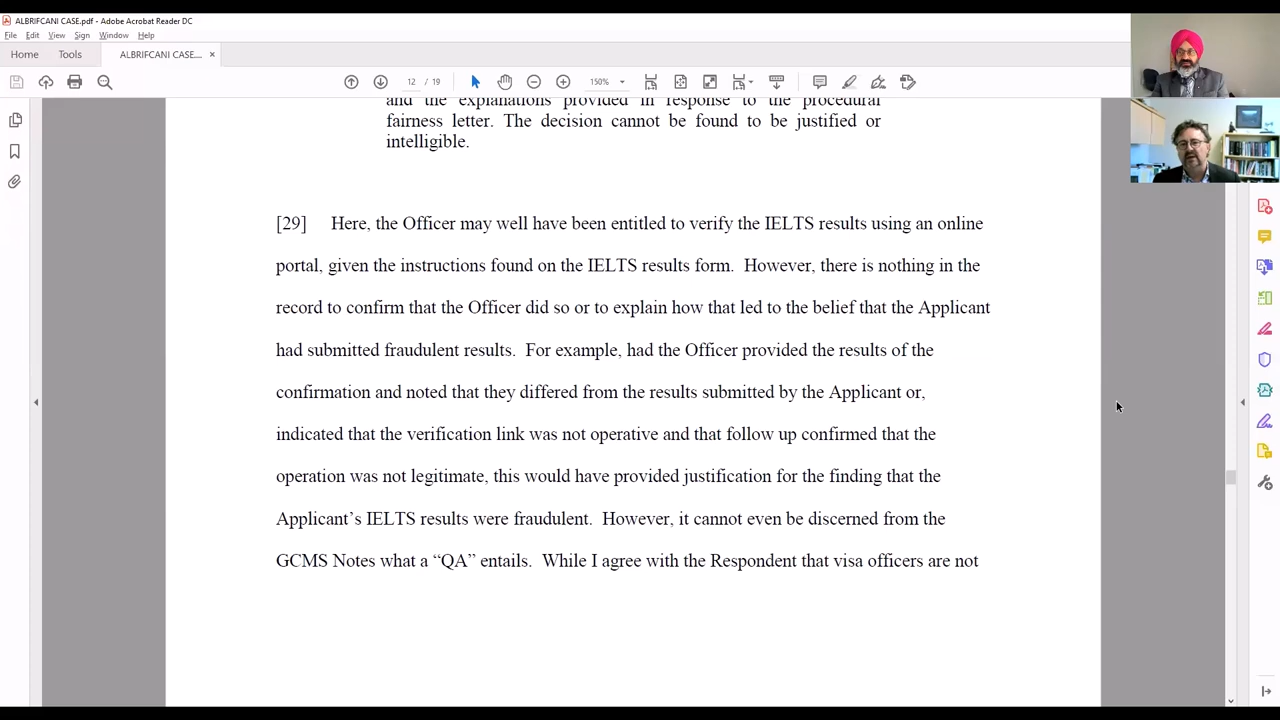 ALBRIFCANI CASE.pdf - Adobe Acrobat Reader DC
File Edit View Sign Window Help
Home Tools ALBRIFCANI CASE.... ×
12 / 19 150%
and the explanations provided in response to the procedural
fairness letter. The decision cannot be found to be justified or
intelligible.
[29] Here, the Officer may well have been entitled to verify the IELTS results using an online
portal, given the instructions found on the IELTS results form. However, there is nothing in the
record to confirm that the Officer did so or to explain how that led to the belief that the Applicant
had submitted fraudulent results. For example, had the Officer provided the results of the
confirmation and noted that they differed from the results submitted by the Applicant or,
indicated that the verification link was not operative and that follow up confirmed that the
operation was not legitimate, this would have provided justification for the finding that the
Applicant’s IELTS results were fraudulent. However, it cannot even be discerned from the
GCMS Notes what a “QA” entails. While I agree with the Respondent that visa officers are not